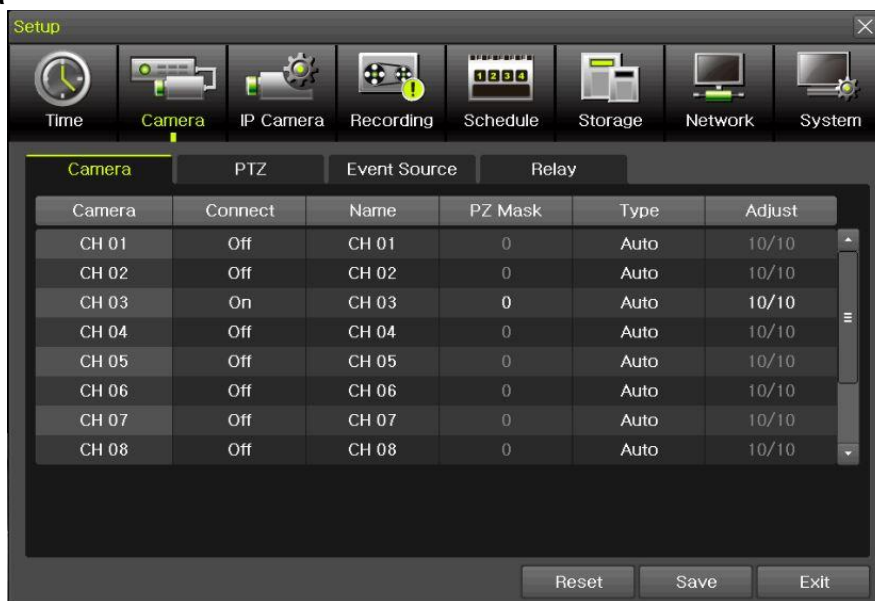 Setup
Time Camera IP Camera Recording Schedule Storage Network System
1 2 3 4
Camera PTZ Event Source Relay
Camera Connect Name PZ Mask Type Adjust
CH 01 Off CH 01 0 Auto 10/10
CH 02 Off CH 02 0 Auto 10/10
CH 03 On CH 03 0 Auto 10/10
CH 04 Off CH 04 0 Auto 10/10
CH 05 Off CH 05 0 Auto 10/10
CH 06 Off CH 06 0 Auto 10/10
CH 07 Off CH 07 0 Auto 10/10
CH 08 Off CH 08 0 Auto 10/10
Reset Save Exit